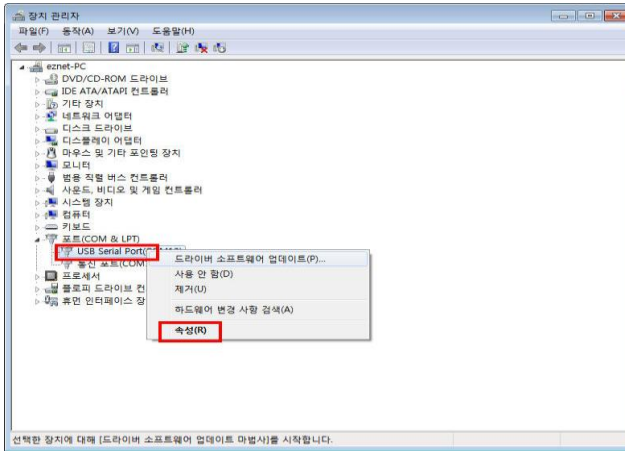 장치 관리자
파일(F) 동작(A) 보기(V) 도움말(H)
eznet-PC
DVD/CD-ROM 드라이브
IDE ATA/ATAPI 컨트롤러
기타 장치
네트워크 어댑터
디스크 드라이브
디스플레이 어댑터
마우스 및 기타 포인팅 장치
모니터
범용 직렬 버스 컨트롤러
사운드, 비디오 및 게임 컨트롤러
시스템 장치
컴퓨터
키보드
포트(COM & LPT)
USB Serial Port
통신 포트(COM
프로세서
플로피 드라이브 컨
휴먼 인터페이스 장
드라이버 소프트웨어 업데이트(P)...
사용 안 함(D)
제거(U)
하드웨어 변경 사항 검색(A)
속성(R)
선택한 장치에 대해 [드라이버 소프트웨어 업데이트 마법사]를 시작합니다.